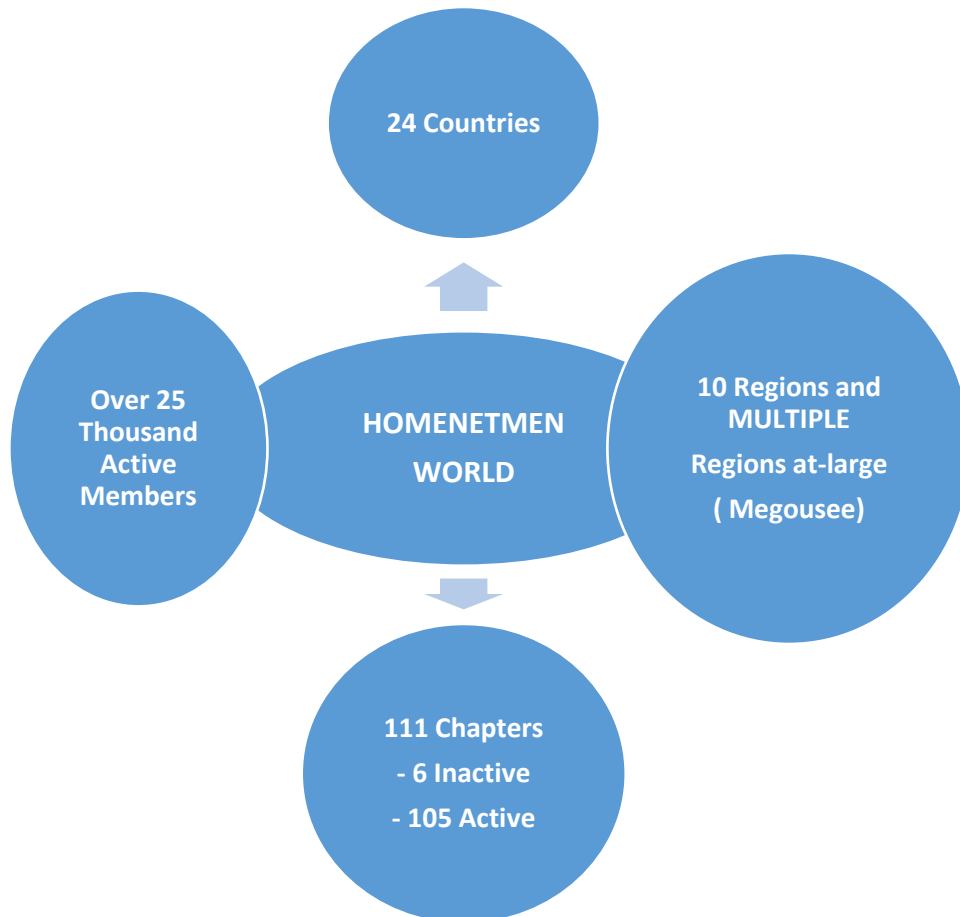 24 Countries
Over 25
Thousand
Active
Members
HOMENETMEN
WORLD
10 Regions and
MULTIPLE
Regions at-large
( Megousee)
111 Chapters
- 6 Inactive
- 105 Active